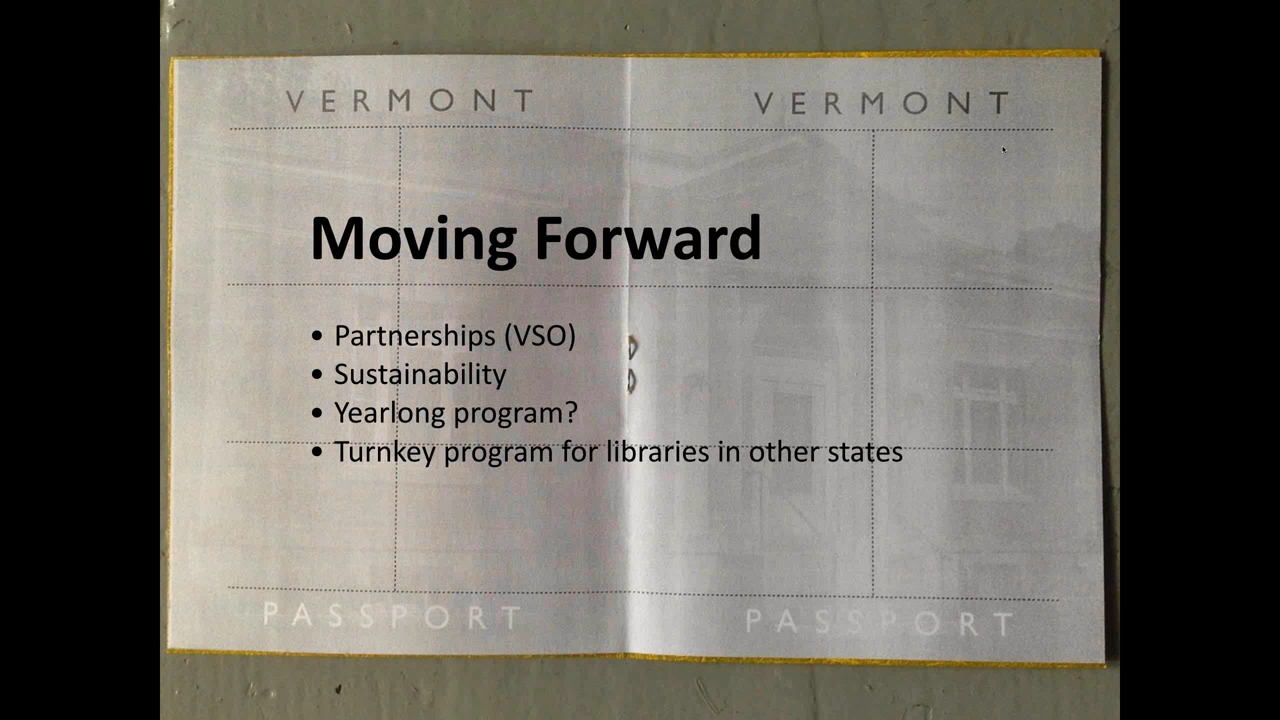 VERMONT VERMONT
Moving Forward
• Partnerships (VSO)
• Sustainability
• Yearlong program?
• Turnkey program for libraries in other states
PASSPORT PASSPORT